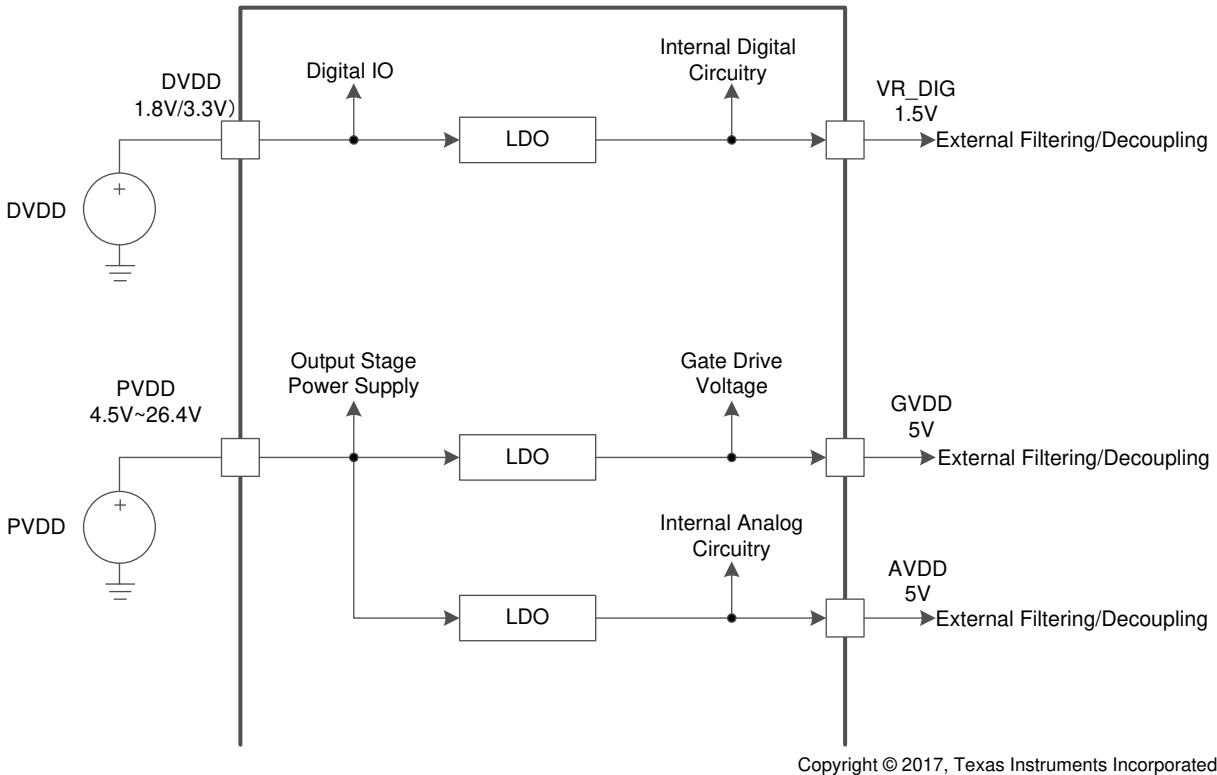 Internal Digital
Circuitry
Digital IO
DVDD
1.8V/3.3V）
VR_DIG
1.5V
LDO
External Filtering/Decoupling
+
DVDD
Output Stage
Power Supply
Gate Drive
Voltage
PVDD
4.5V~26.4V
GVDD
5V
LDO
External Filtering/Decoupling
+
PVDD
Internal Analog
Circuitry
AVDD
5V
LDO
External Filtering/Decoupling
Copyright © 2017, Texas Instruments Incorporated